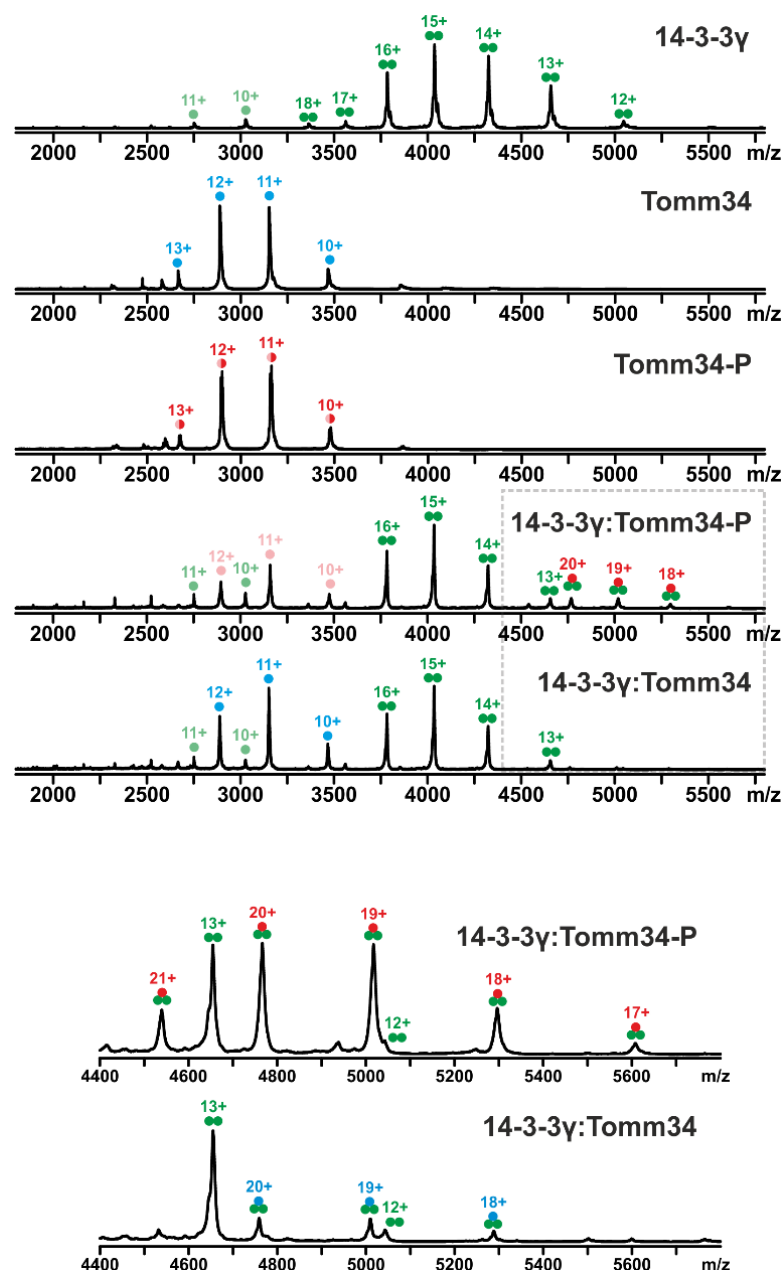 14-3-3γ
11+ 10+ 18+ 17+ 16+ 15+ 14+ 13+ 12+
2000 2500 3000 3500 4000 4500 5000 5500 m/z
Tomm34
13+ 12+ 11+ 10+
2000 2500 3000 3500 4000 4500 5000 5500 m/z
Tomm34-P
13+ 12+ 11+ 10+
2000 2500 3000 3500 4000 4500 5000 5500 m/z
14-3-3γ:Tomm34-P
11+ 12+ 10+ 11+ 10+ 16+ 15+ 14+ 13+ 20+ 19+ 18+
2000 2500 3000 3500 4000 4500 5000 5500 m/z
14-3-3γ:Tomm34
11+ 12+ 10+ 11+ 10+ 16+ 15+ 14+ 13+
2000 2500 3000 3500 4000 4500 5000 5500 m/z
14-3-3γ:Tomm34-P
21+ 13+ 20+ 19+ 12+ 18+ 17+
4400 4600 4800 5000 5200 5400 5600 m/z
14-3-3γ:Tomm34
13+ 20+ 19+ 12+ 18+
4400 4600 4800 5000 5200 5400 5600 m/z